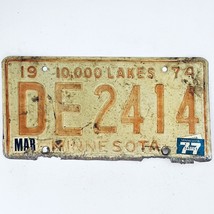 19 10,000 LAKES 74
DE2414
MAR MINNESOTA 77